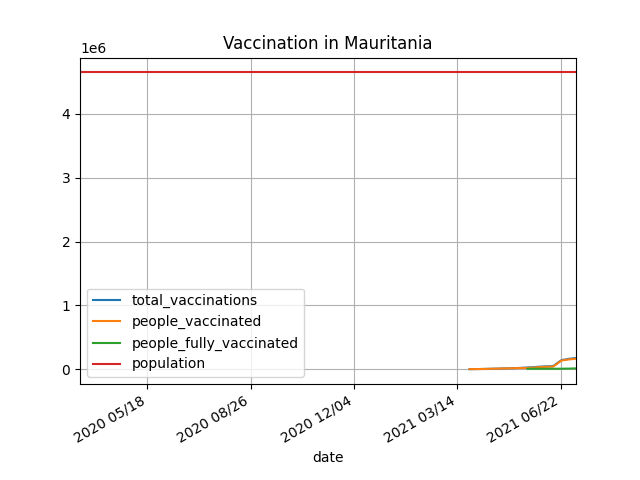 Vaccination in Mauritania
1e6
4
3
2
1
0
total_vaccinations
people_vaccinated
people_fully_vaccinated
population
2020 05/18
2020 08/26
2020 12/04
2021 03/14
2021 06/22
date